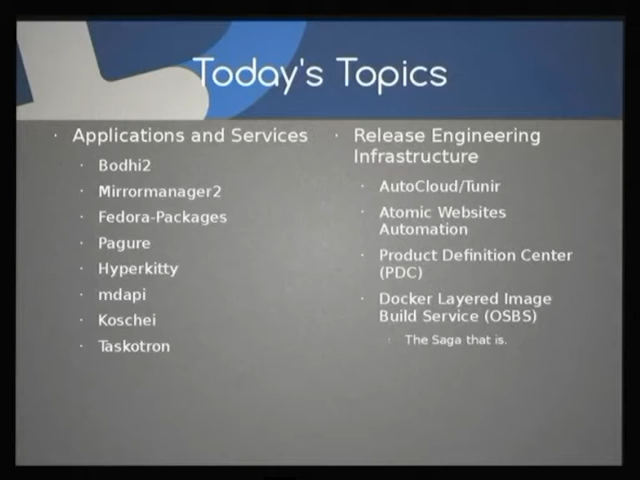 Today's Topics
Applications and Services
Bodhi2
Mirrormanager2
Fedora-Packages
Pagure
Hyperkitty
mdapi
Koschei
Taskotron
Release Engineering
Infrastructure
AutoCloud/Tunir
Atomic Websites
Automation
Product Definition Center
(PDC)
Docker Layered Image
Build Service (OSBS)
The Saga that is.